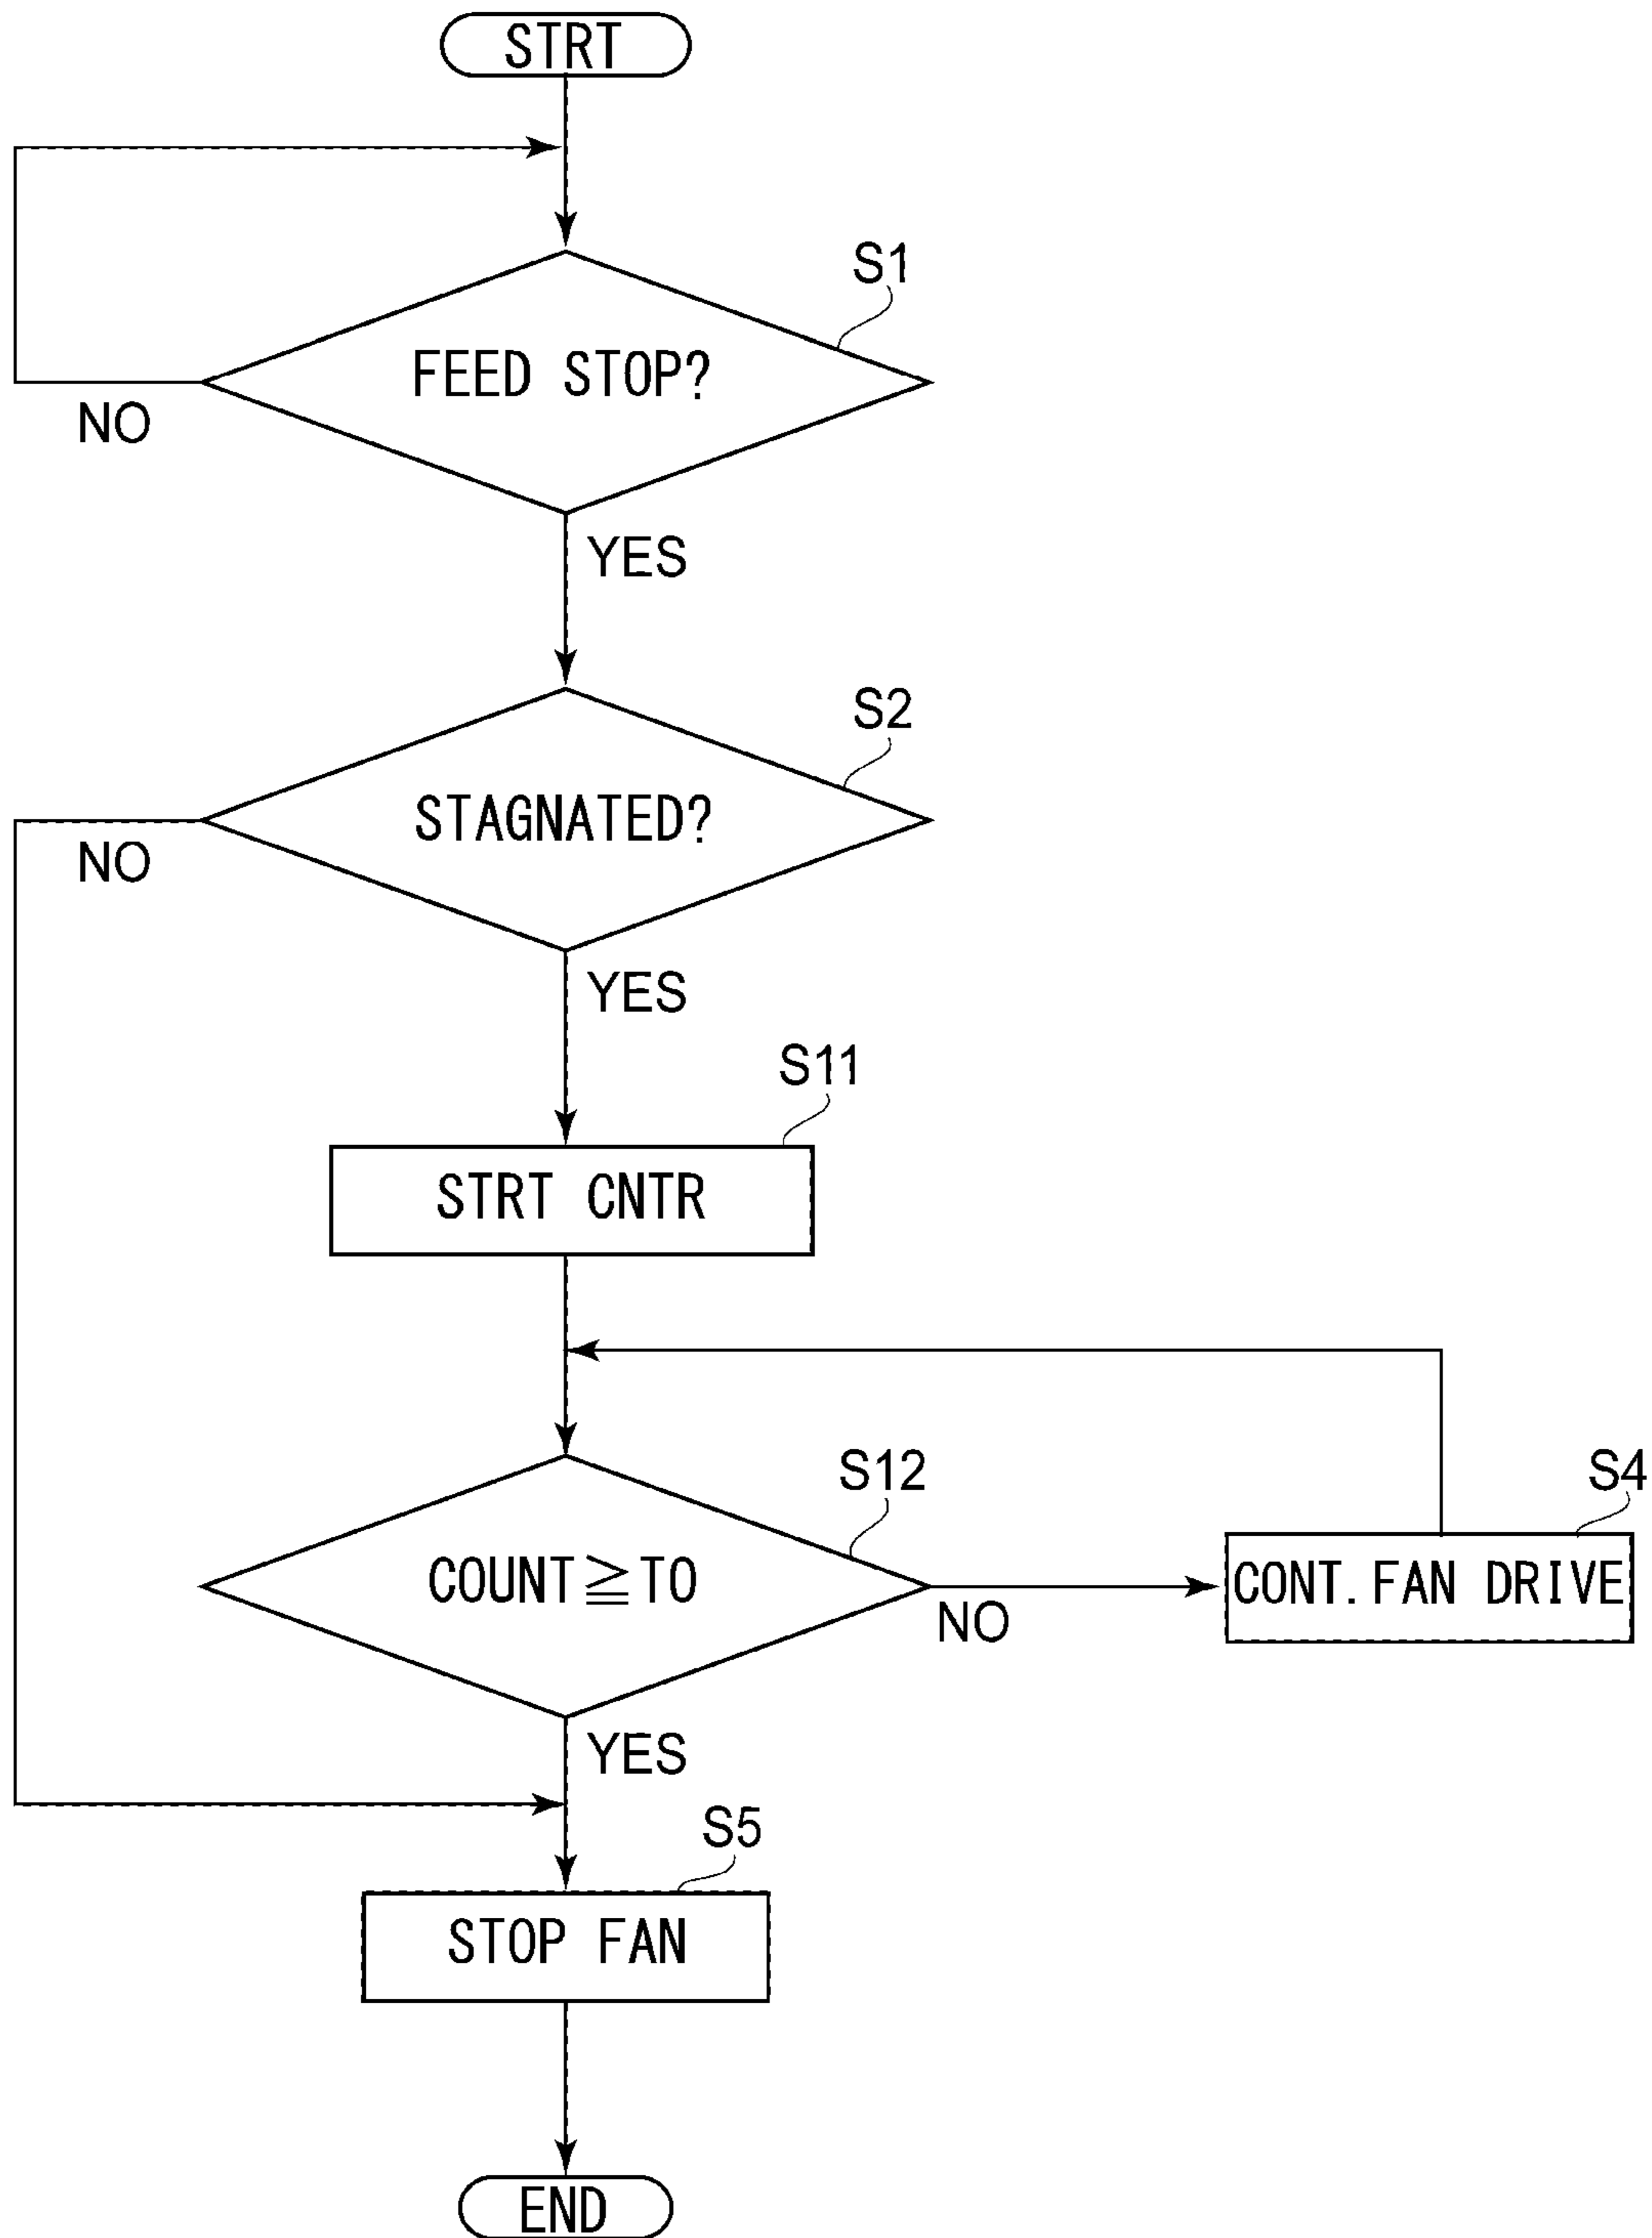 STRT
S1
FEED STOP?
NO
YES
S2
STAGNATED?
NO
YES
S11
STRT CNTR
S12
S4
COUNT≧TO
CONT.FAN DRIVE
NO
YES
S5
STOP FAN
END